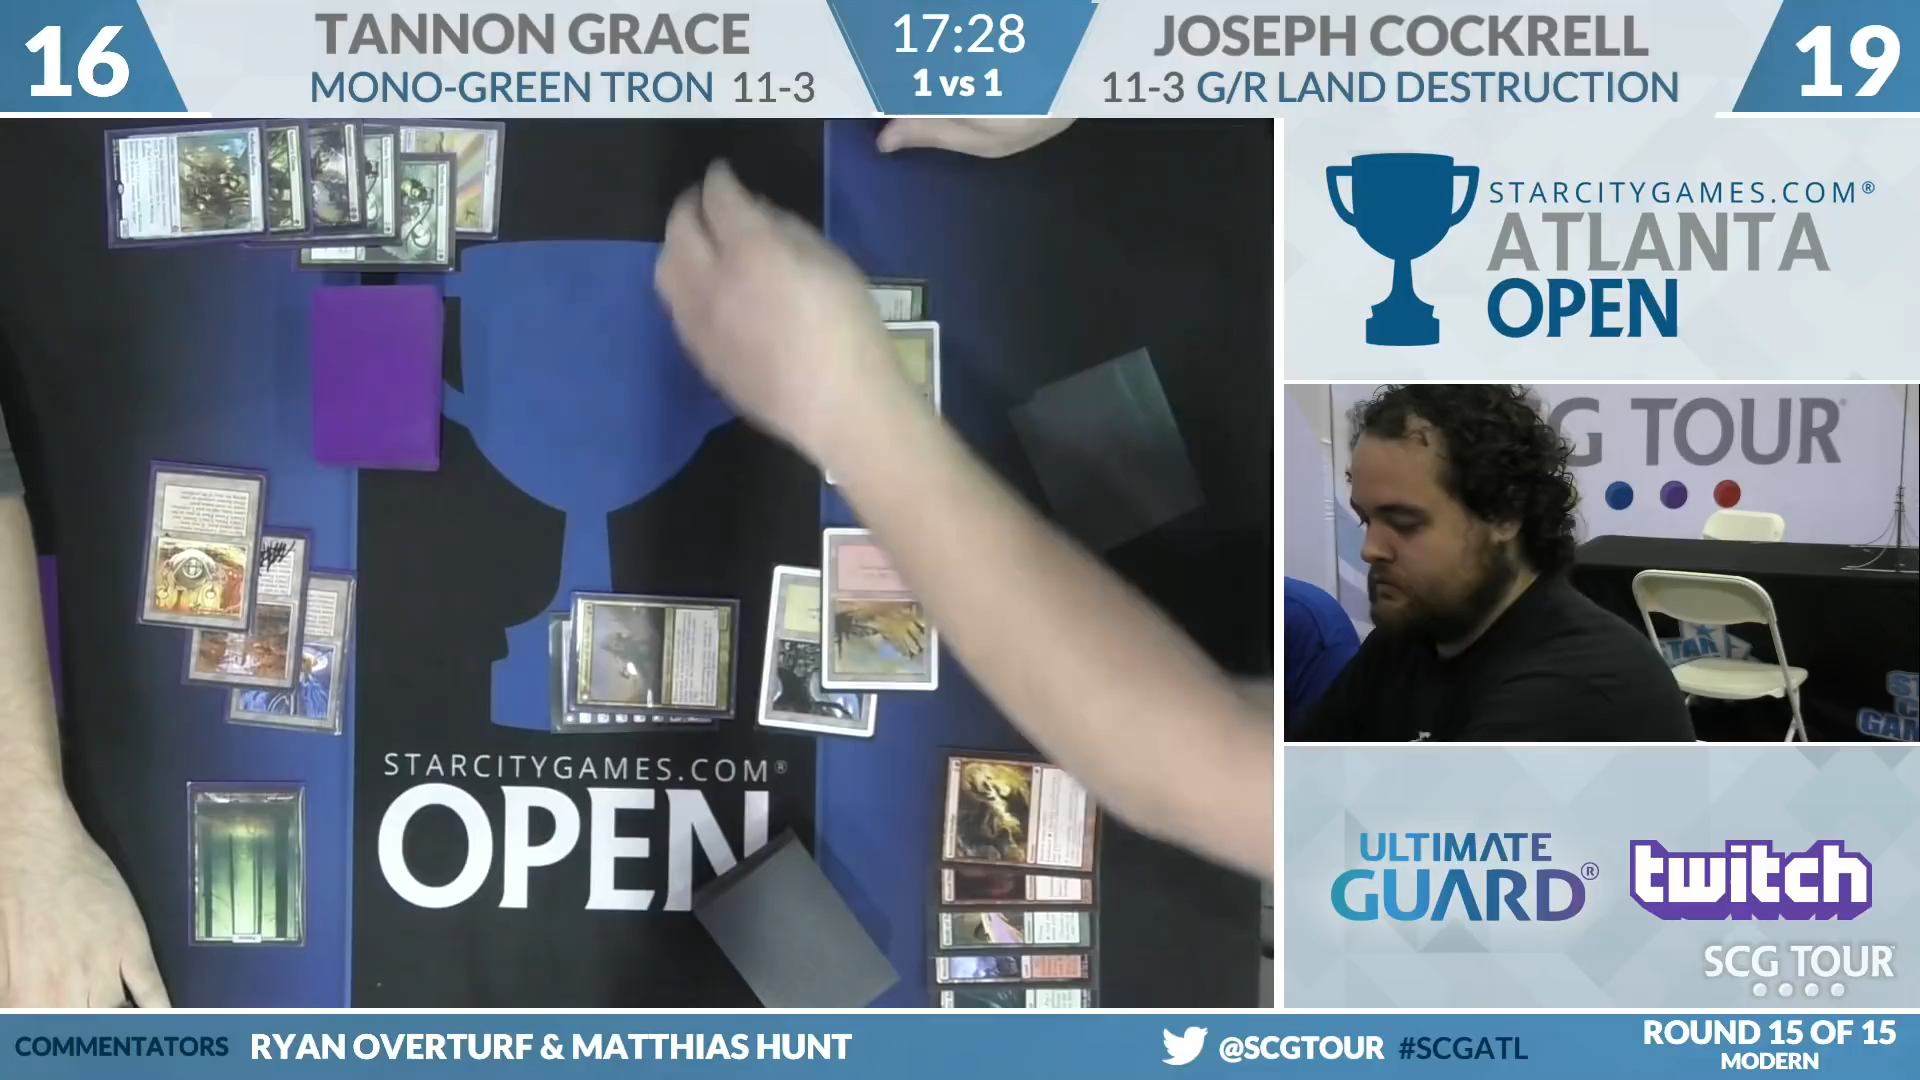 16
TANNON GRACE
MONO-GREEN TRON 11-3
17:28
1 vs 1
JOSEPH COCKRELL
11-3 G/R LAND DESTRUCTION
19
STARCITYGAMES.COM®
ATLANTA
OPEN
G TOUR
STARCITYGAMES.COM®
OPEN
ULTIMATE
GUARD®
twitch
SCG TOUR
COMMENTATORS RYAN OVERTURF & MATTHIAS HUNT
@SCGTOUR #SCGATL
ROUND 15 OF 15
MODERN